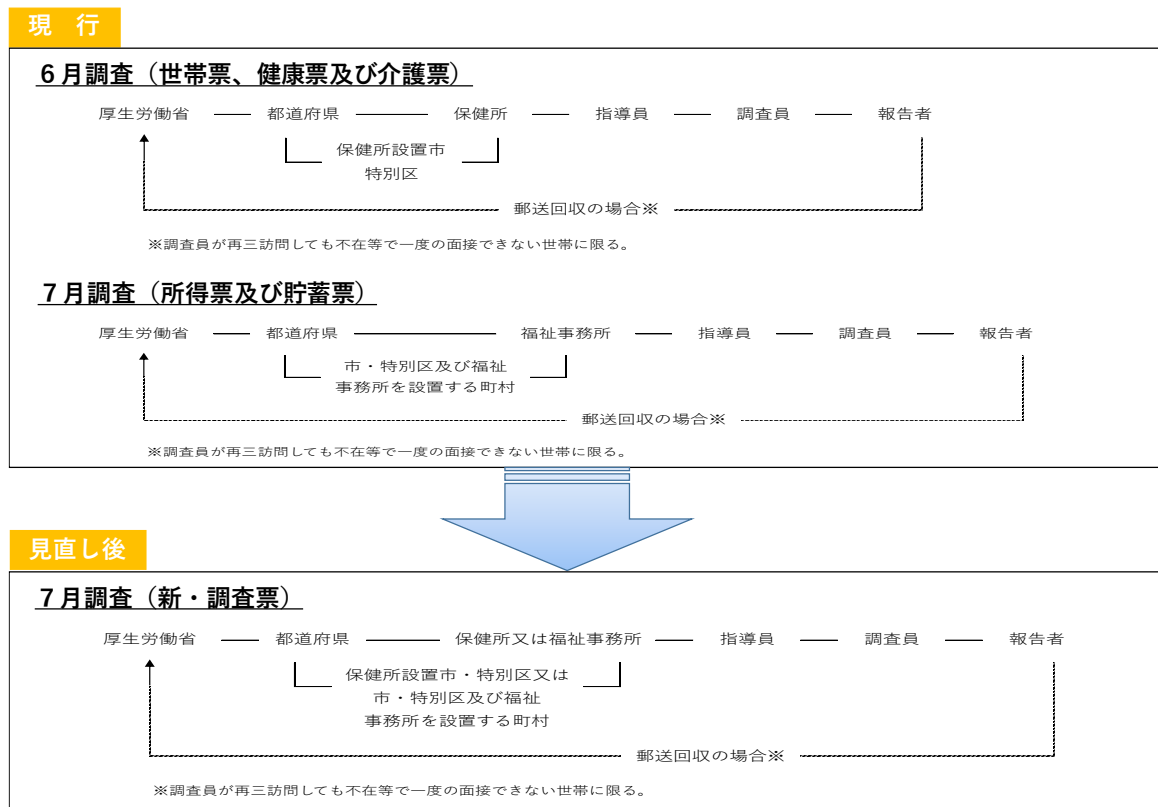 現 行
６月調査（世帯票、健康票及び介護票）
厚生労働省 都道府県 保健所 指導員 調査員 報告者
保健所設置市
特別区
郵送回収の場合※
※調査員が再三訪問しても不在等で一度の面接できない世帯に限る。
７月調査（所得票及び貯蓄票）
厚生労働省 都道府県 福祉事務所 指導員 調査員 報告者
市・特別区及び福祉
事務所を設置する町村
郵送回収の場合※
※調査員が再三訪問しても不在等で一度の面接できない世帯に限る。
見直し後
７月調査（新・調査票）
厚生労働省 都道府県 保健所又は福祉事務所 指導員 調査員 報告者
保健所設置市・特別区又は
市・特別区及び福祉
事務所を設置する町村
郵送回収の場合※
※調査員が再三訪問しても不在等で一度の面接できない世帯に限る。